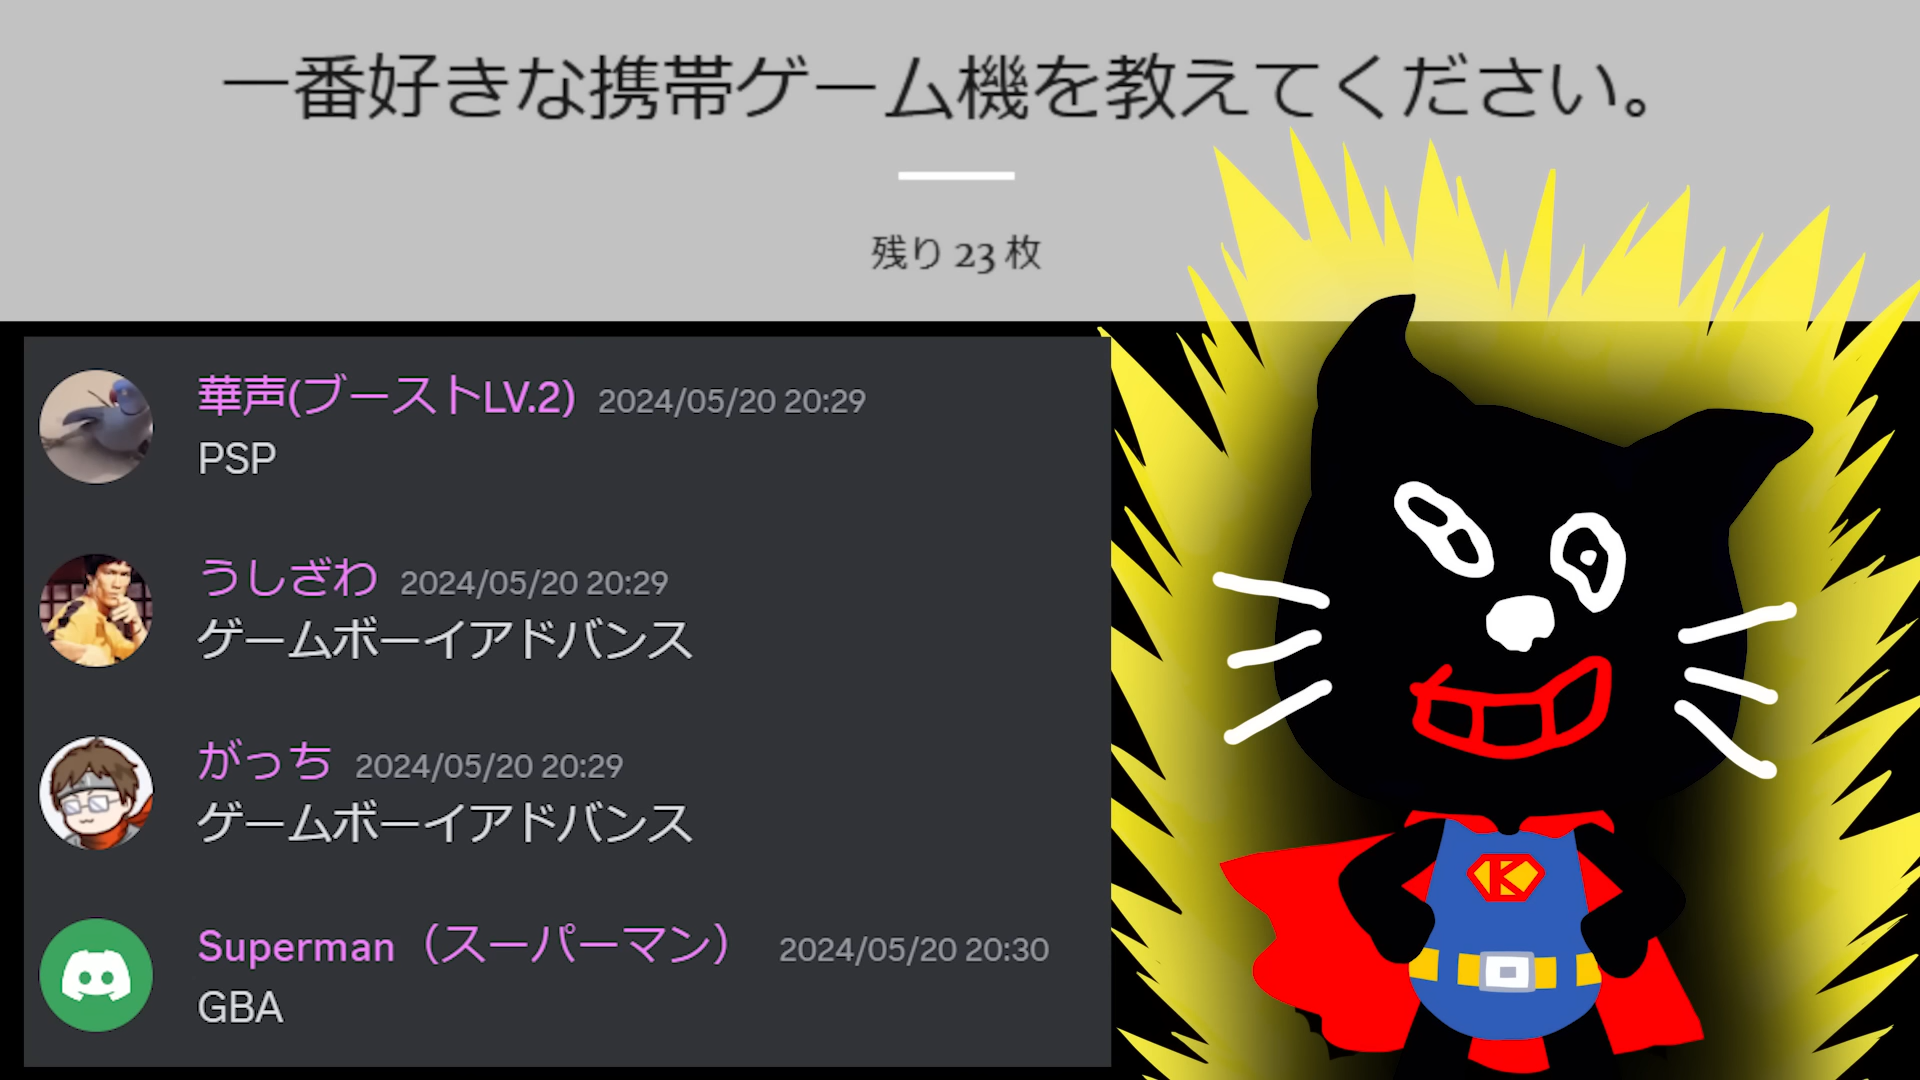 一番好きな携帯ゲーム機を教えてください。
残り 23 枚
華声(ブーストLV.2) 2024/05/20 20:29
PSP
うしざわ 2024/05/20 20:29
ゲームボーイアドバンス
がっち 2024/05/20 20:29
ゲームボーイアドバンス
Superman（スーパーマン） 2024/05/20 20:30
GBA
K